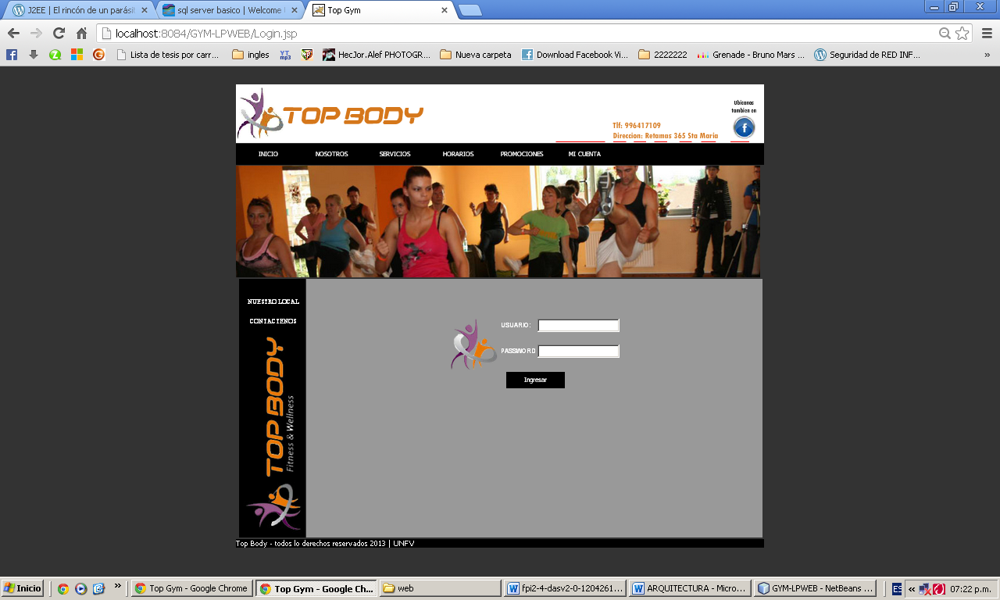 J2EE | El rincón de un parásit
sql server basico | Welcome
Top Gym
localhost:8084/GYM-LPWEB/Login.jsp
Lista de tesis por carr...
ingles
YT mp3
HecJor.Alef PHOTOGR...
Nueva carpeta
Download Facebook V...
2222222
Grenade - Bruno Mars ...
Seguridad de RED INF...
»
TOP BODY
Ubicanos
tambien en
f
Tlf: 996417109
Direccion: Retamas 365 Sta Maria
INICIO
NOSOTROS
SERVICIOS
HORARIOS
PROMOCIONES
MI CUENTA
NUESTRO LOCAL
CONTACTENOS
TOP BODY
Fitness & Wellness
USUARIO:
PASSWORD
Ingresar
Top Body - todos lo derechos reservados 2013 | UNFV
Inicio
»
Top Gym - Google Chrome
Top Gym - Google Ch...
web
fpi2-4-dasv2-0-1204261...
ARQUITECTURA - Micro...
GYM-LPWEB - NetBeans ...
ES
«
07:22 p.m.